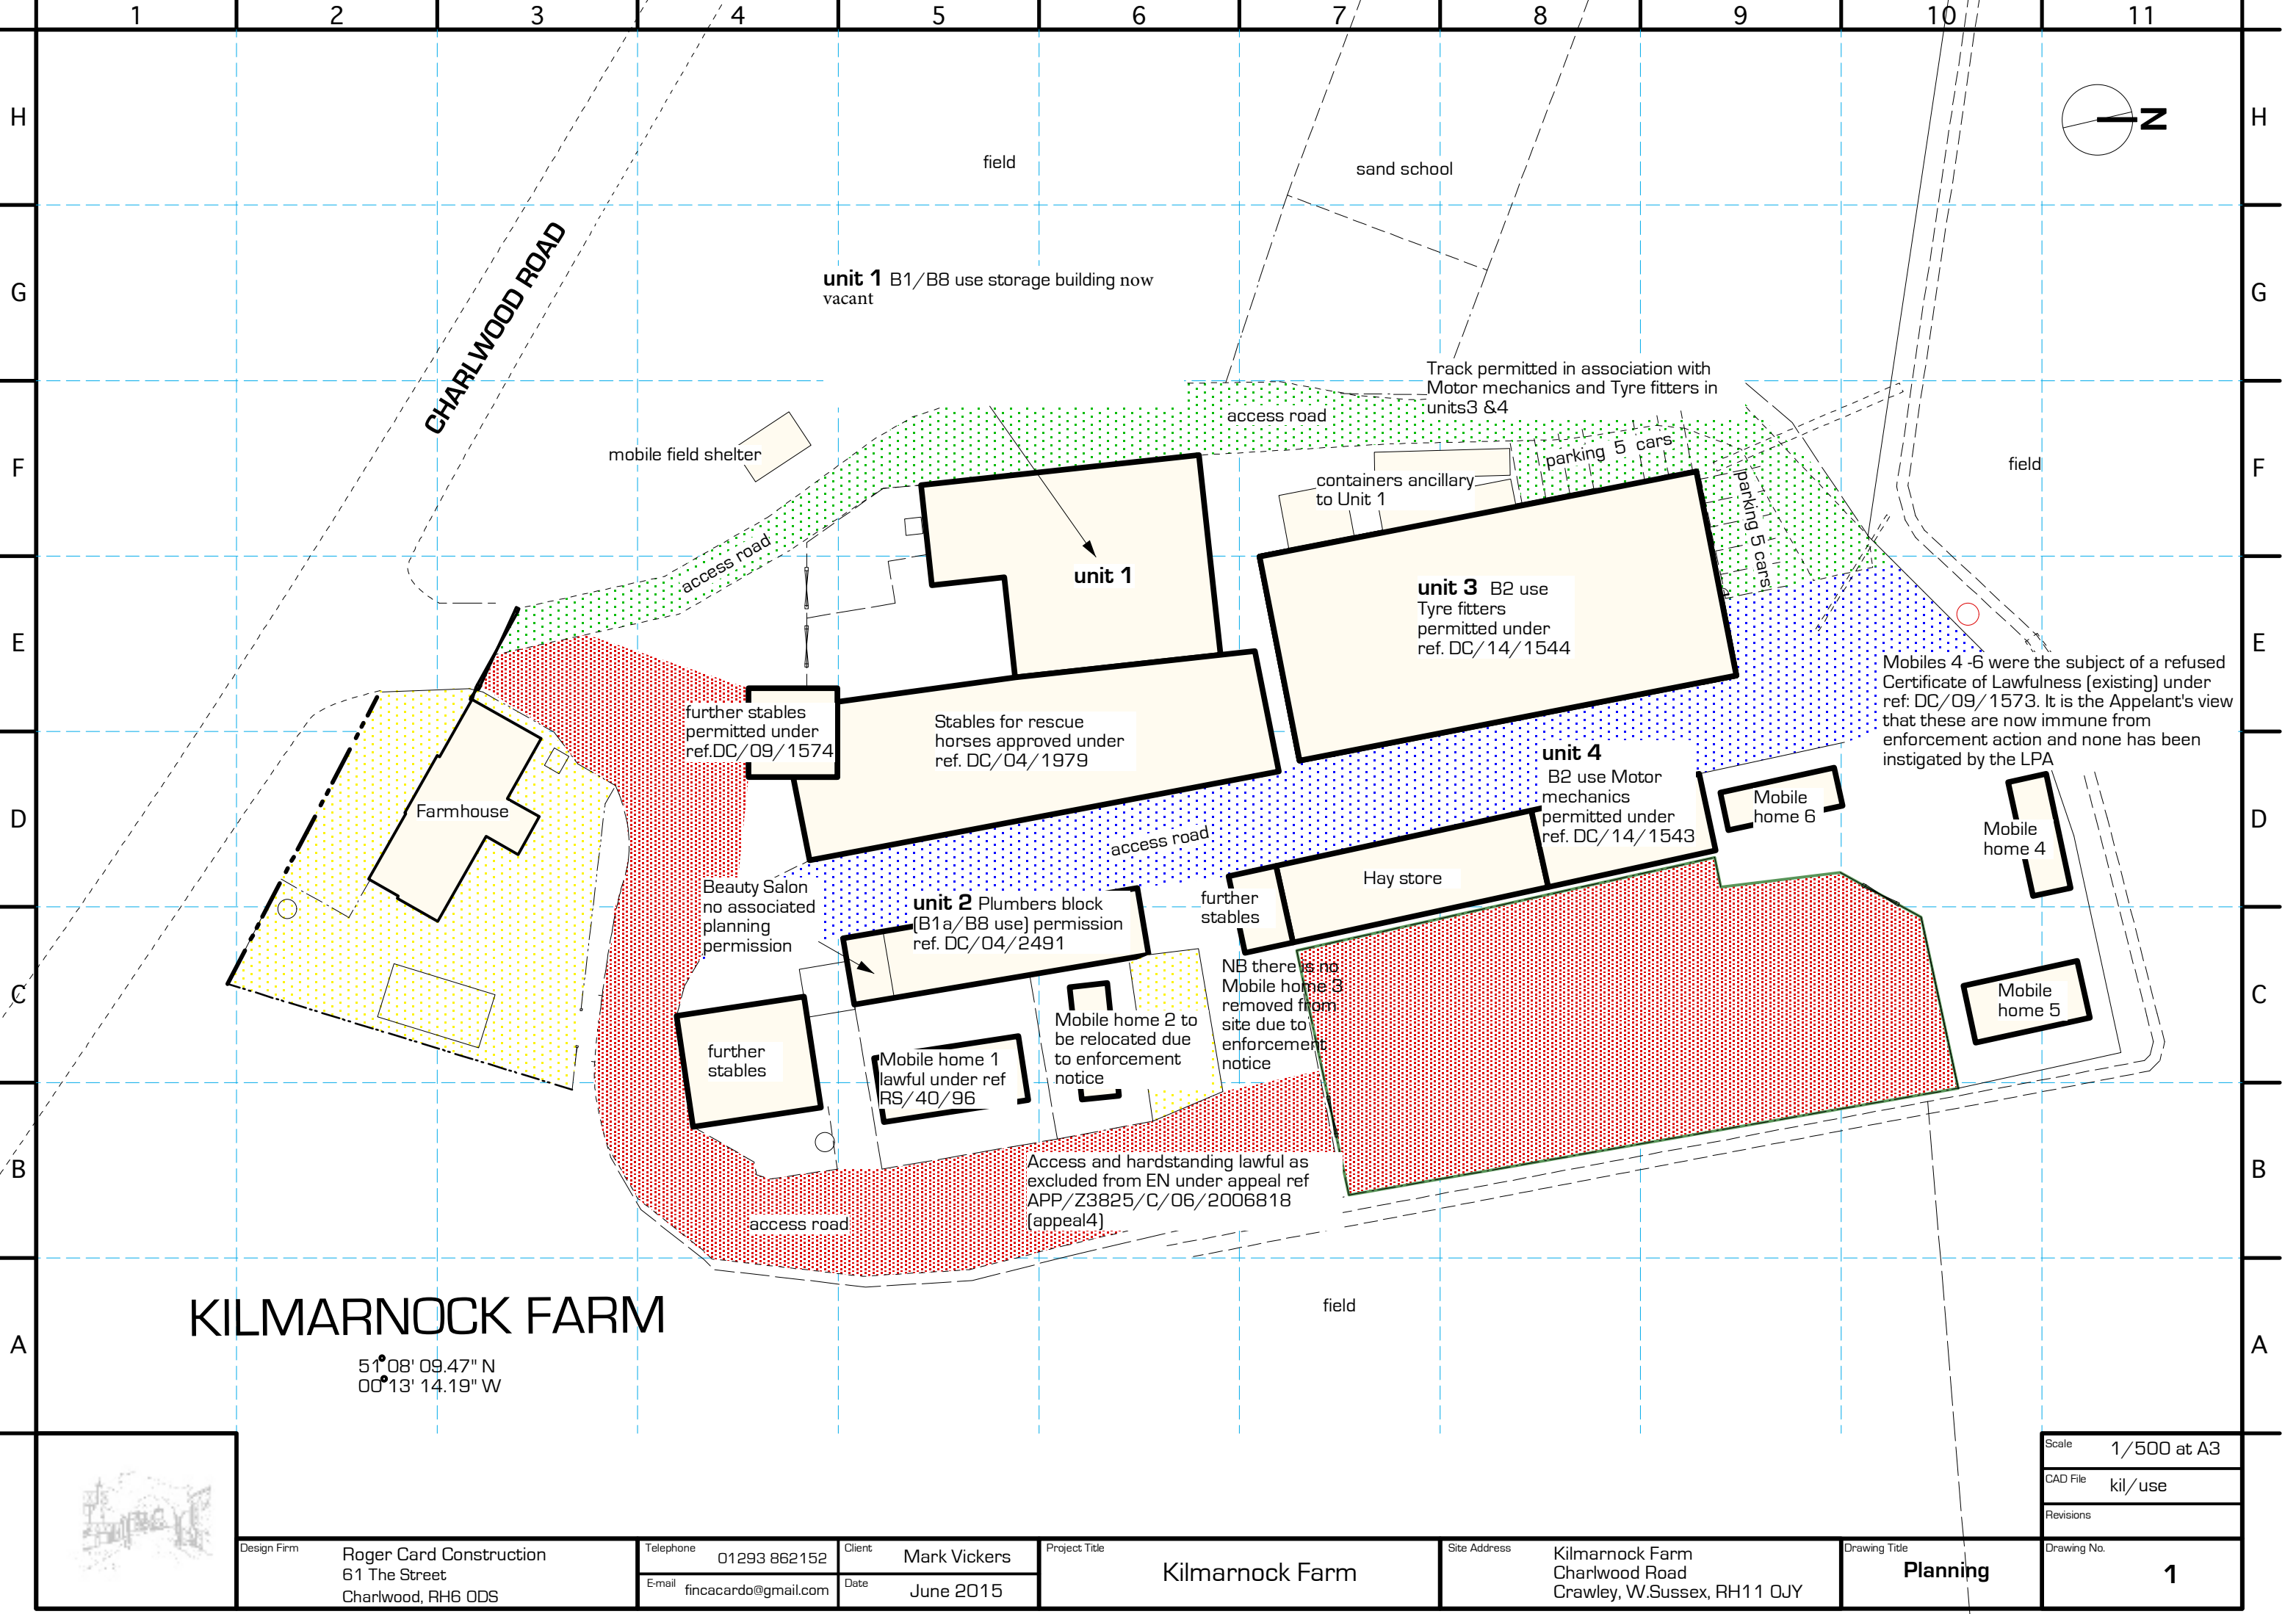 1 2 3 4 5 6 7 8 9 10 11
H H
N
field
sand school
CHARLWOOD ROAD
G G
unit 1 B1/B8 use storage building now
vacant
Track permitted in association with
Motor mechanics and Tyre fitters in
units3 &4
access road
mobile field shelter
parking 5 cars
F F
field
containers ancillary
to Unit 1
parking 5 cars
access road
unit 1
unit 3 B2 use
Tyre fitters
permitted under
ref. DC/14/1544
E E
Mobiles 4 -6 were the subject of a refused
Certificate of Lawfulness (existing) under
ref: DC/09/1573. It is the Appelant's view
that these are now immune from
enforcement action and none has been
instigated by the LPA
further stables
permitted under
ref.DC/09/1574
Stables for rescue
horses approved under
ref. DC/04/1979
unit 4
B2 use Motor
mechanics
permitted under
ref. DC/14/1543
Mobile
home 6
Farmhouse
D D
Mobile
home 4
access road
Hay store
Beauty Salon
no associated
planning
permission
unit 2 Plumbers block
(B1a/B8 use) permission
ref. DC/04/2491
further
stables
NB there is no
Mobile home 3
removed from
site due to
enforcement
notice
C C
Mobile
home 5
Mobile home 2 to
be relocated due
to enforcement
notice
further
stables
Mobile home 1
lawful under ref
RS/40/96
B B
Access and hardstanding lawful as
excluded from EN under appeal ref
APP/Z3825/C/06/2006818
(appeal4)
access road
field
KILMARNOCK FARM
A A
51°08' 09.47" N
00°13' 14.19" W
Scale 1/500 at A3
CAD File kil/use
Revisions
Design Firm Roger Card Construction
61 The Street
Charlwood, RH6 0DS
Telephone 01293 862152
E-mail fincacardo@gmail.com
Client Mark Vickers
Date June 2015
Project Title Kilmarnock Farm
Site Address Kilmarnock Farm
Charlwood Road
Crawley, W.Sussex, RH11 0JY
Drawing Title Planning
Drawing No. 1